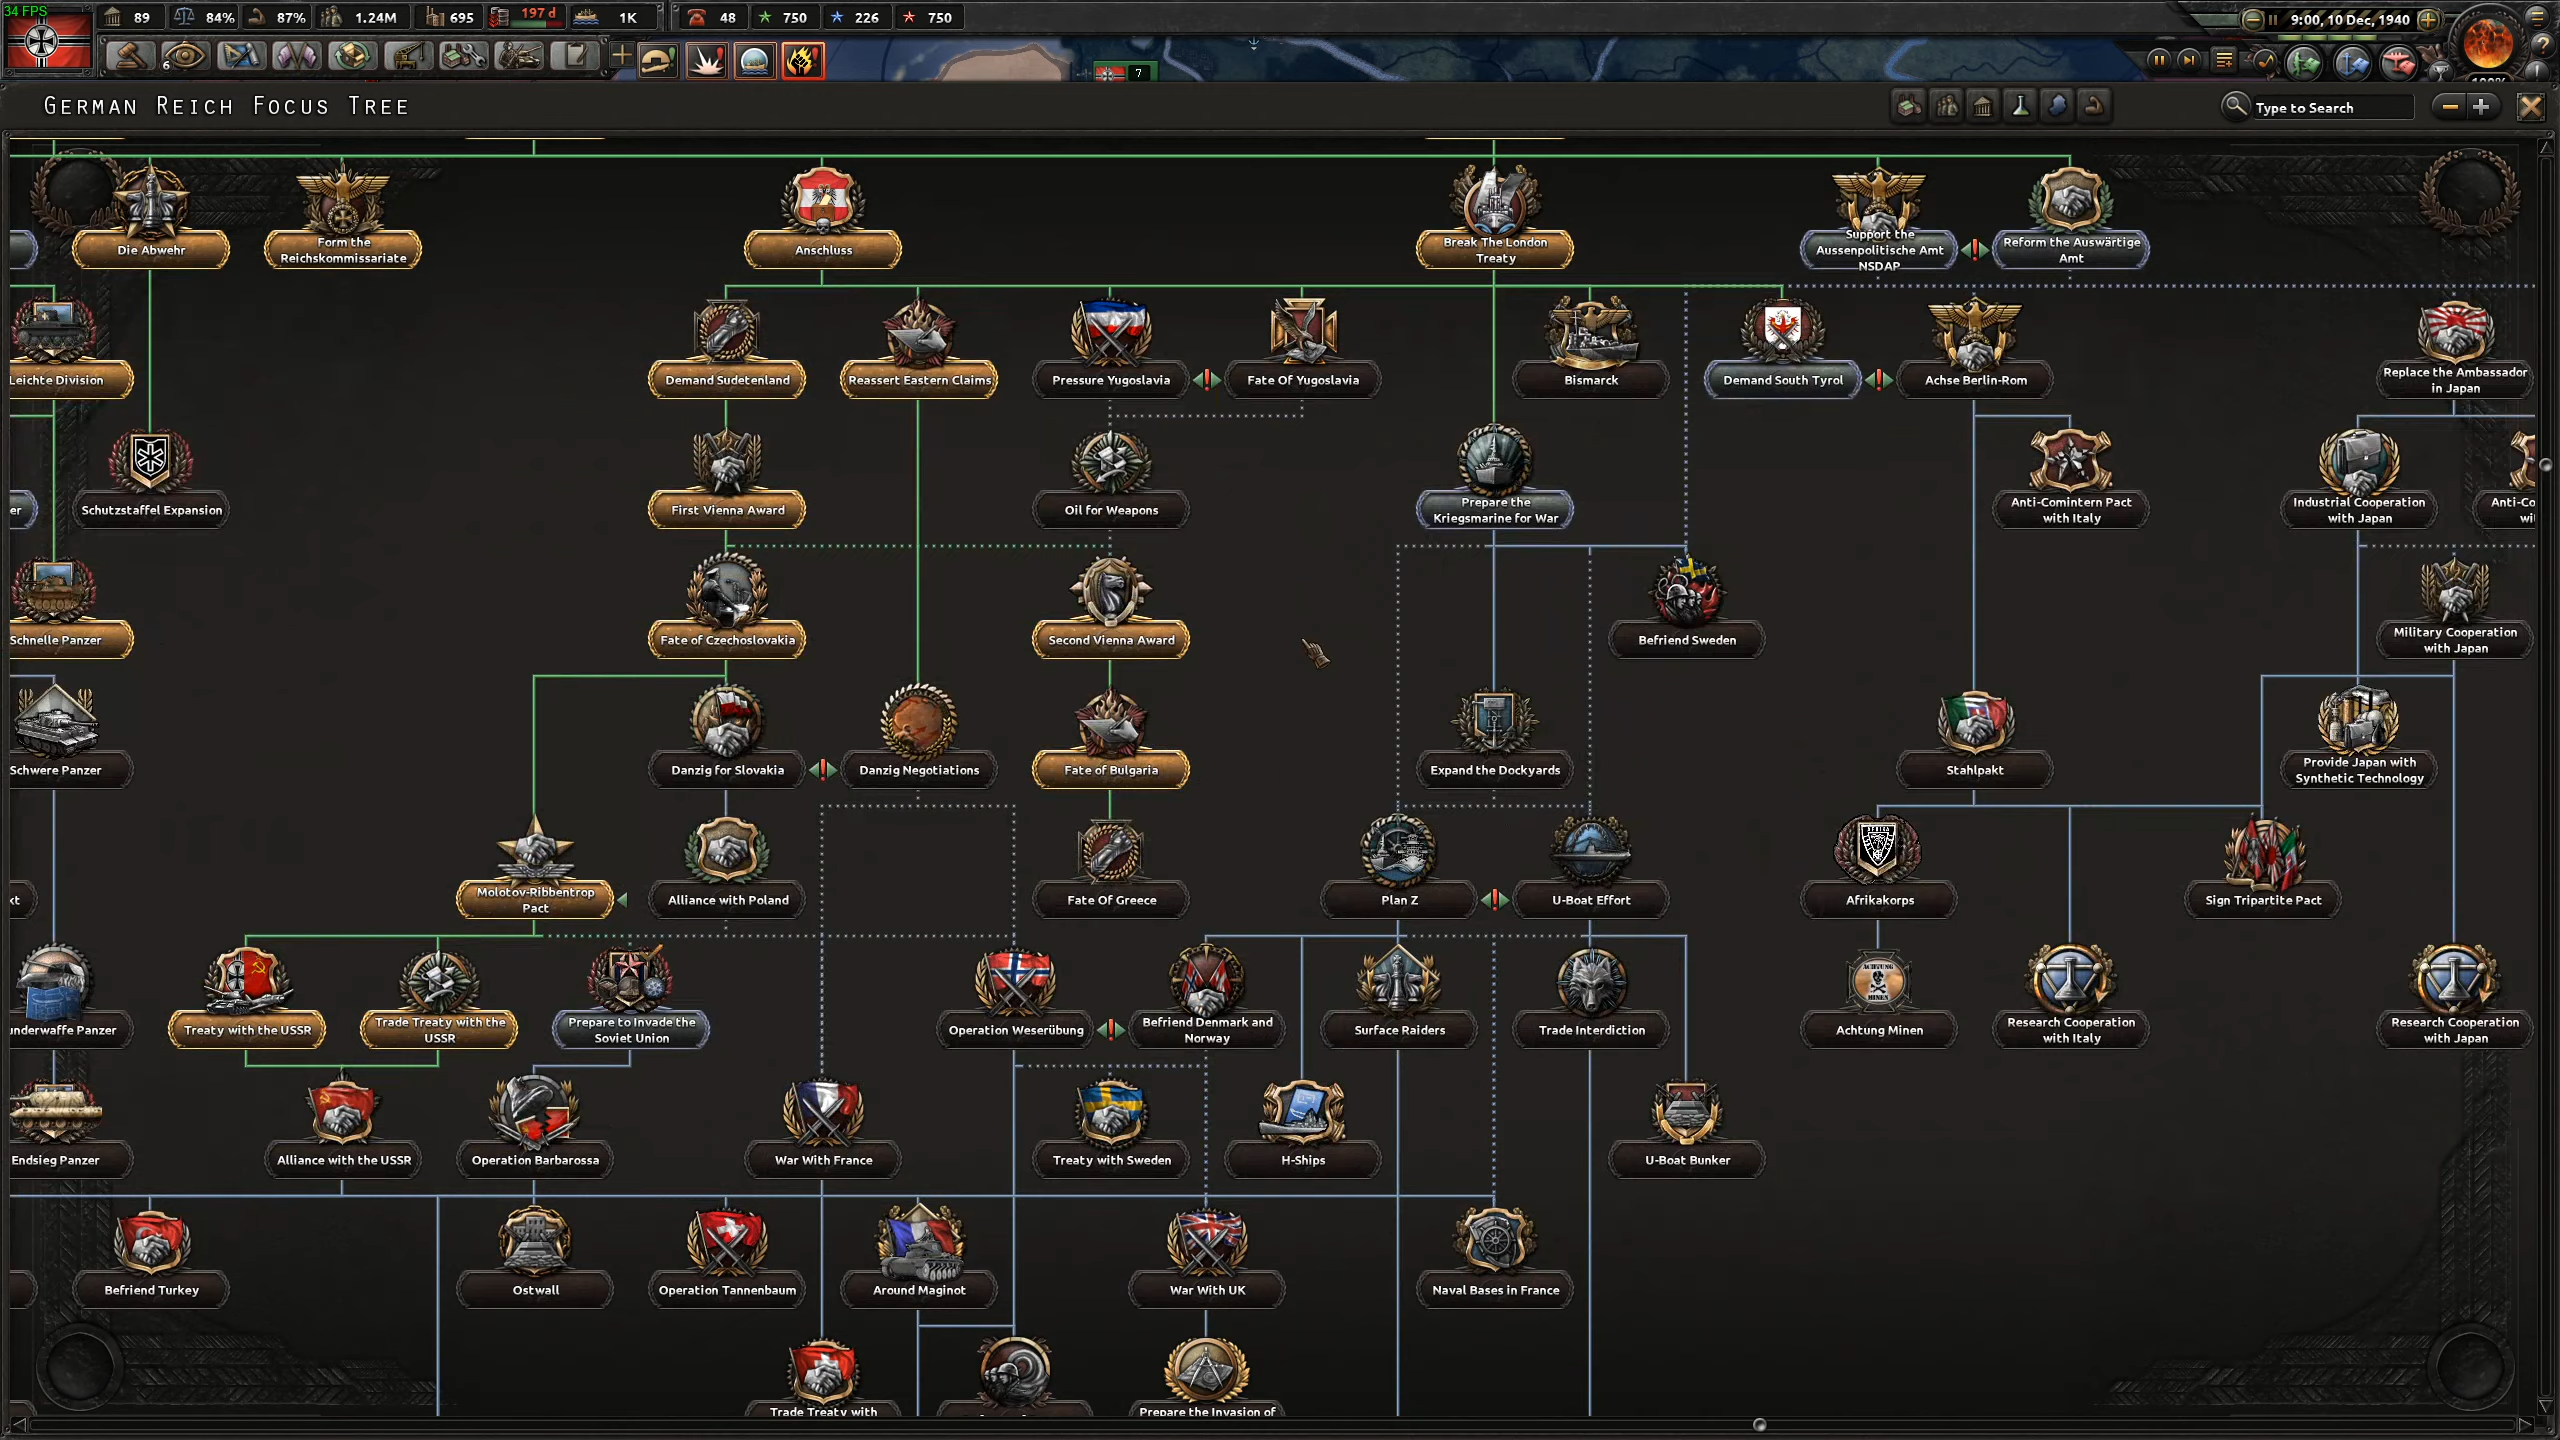 34 FPS
89
84%
87%
1.24M
695
197 d
1K
48
750
226
750
9:00, 10 Dec, 1940
6
7
German Reich Focus Tree
Type to Search
Die Abwehr
Form the
Reichskommissariate
Anschluss
Break The London
Treaty
Support the
Aussenpolitische Amt
NSDAP
Reform the Auswärtige
Amt
Leichte Division
Demand Sudetenland
Reassert Eastern Claims
Pressure Yugoslavia
Fate Of Yugoslavia
Bismarck
Demand South Tyrol
Achse Berlin-Rom
Replace the Ambassador
in Japan
er
Schutzstaffel Expansion
First Vienna Award
Oil for Weapons
Prepare the
Kriegsmarine for War
Anti-Comintern Pact
with Italy
Industrial Cooperation
with Japan
Anti-Co
wi
Schnelle Panzer
Fate of Czechoslovakia
Second Vienna Award
Befriend Sweden
Military Cooperation
with Japan
Schwere Panzer
Danzig for Slovakia
Danzig Negotiations
Fate of Bulgaria
Expand the Dockyards
Stahlpakt
Provide Japan with
Synthetic Technology
kt
Molotov-Ribbentrop
Pact
Alliance with Poland
Fate Of Greece
Plan Z
U-Boat Effort
Afrikakorps
Sign Tripartite Pact
underwaffe Panzer
Treaty with the USSR
Trade Treaty with the
USSR
Prepare to Invade the
Soviet Union
Operation Weserübung
Befriend Denmark and
Norway
Surface Raiders
Trade Interdiction
Achtung Minen
Research Cooperation
with Italy
Research Cooperation
with Japan
Endsieg Panzer
Alliance with the USSR
Operation Barbarossa
War With France
Treaty with Sweden
H-Ships
U-Boat Bunker
Befriend Turkey
Ostwall
Operation Tannenbaum
Around Maginot
War With UK
Naval Bases in France
Trade Treaty with
Prepare the Invasion of